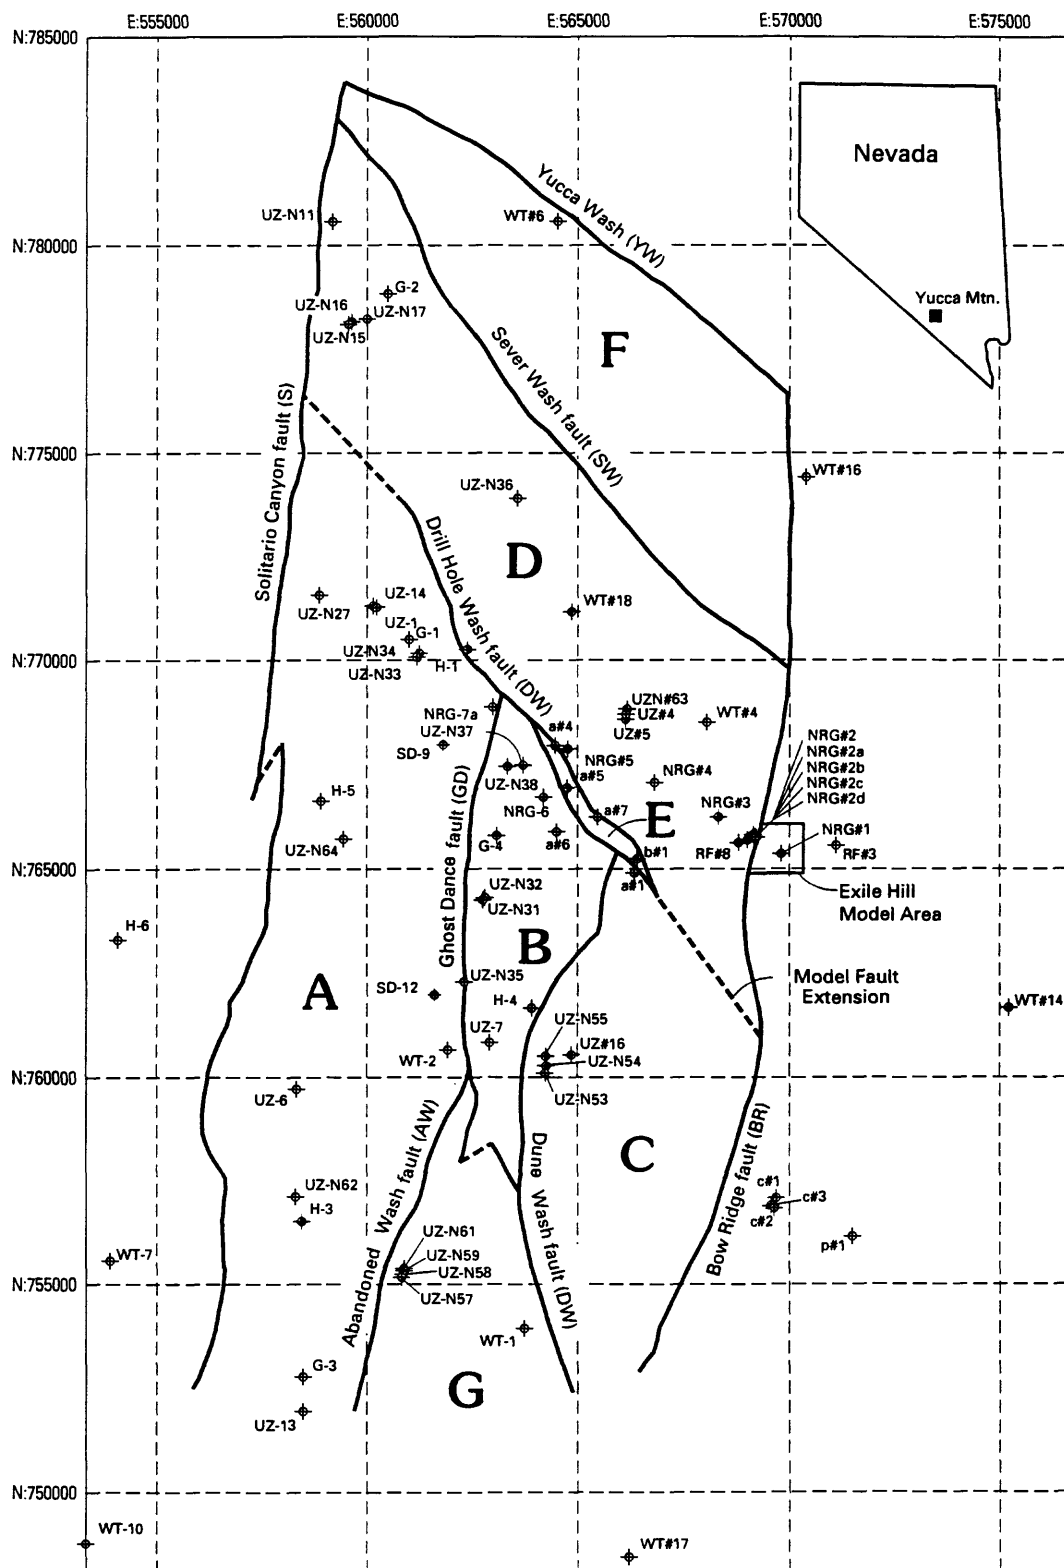 E:555000
E:560000
E:565000
E:570000
E:575000
N:785000
N:780000
N:775000
N:770000
N:765000
N:760000
N:755000
N:750000
Nevada
Yucca Mtn.
Yucca Wash (YW)
Sever Wash fault (SW)
Solitario Canyon fault (S)
Drill Hole Wash fault (DW)
Ghost Dance fault (GD)
Abandoned Wash fault (AW)
Dune Wash fault (DW)
Bow Ridge fault (BR)
F
D
E
B
A
C
G
UZ-N11
WT#6
G-2
UZ-N16
UZ-N17
UZ-N15
WT#16
UZ-N36
UZ-N27
UZ-14
UZ-1
G-1
UZ-N34
H-1
UZ-N33
WT#18
UZN#63
UZ#4
UZ#5
WT#4
NRG-7a
UZ-N37
SD-9
a#4
NRG#5
a#5
UZ-N38
NRG#4
NRG-6
a#7
NRG#3
NRG#2
NRG#2a
NRG#2b
NRG#2c
NRG#2d
NRG#1
H-5
UZ-N64
G-4
a#6
b#1
a#1
RF#8
RF#3
Exile Hill
Model Area
UZ-N32
UZ-N31
H-6
UZ-N35
SD-12
H-4
Model Fault
Extension
WT#14
UZ-N55
UZ-7
UZ#16
UZ-N54
WT-2
UZ-N53
UZ-6
UZ-N62
H-3
c#1
c#3
c#2
p#1
UZ-N61
UZ-N59
UZ-N58
UZ-N57
WT-7
WT-1
G-3
UZ-13
WT-10
WT#17